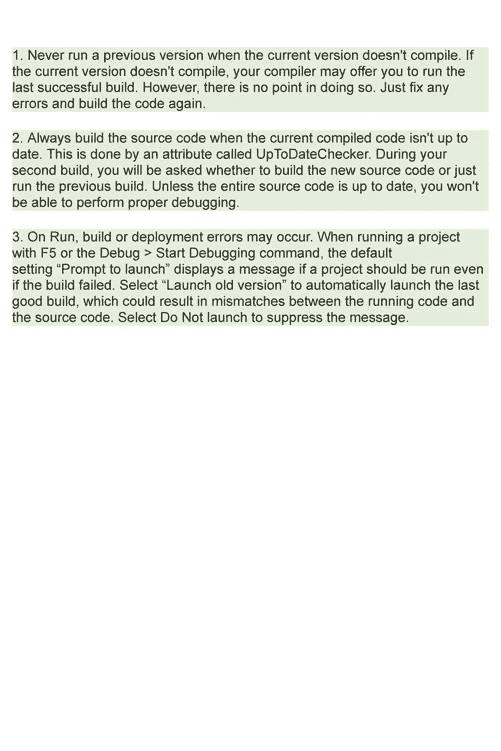 1. Never run a previous version when the current version doesn't compile. If
the current version doesn't compile, your compiler may offer you to run the
last successful build. However, there is no point in doing so. Just fix any
errors and build the code again.
2. Always build the source code when the current compiled code isn't up to
date. This is done by an attribute called UpToDateChecker. During your
second build, you will be asked whether to build the new source code or just
run the previous build. Unless the entire source code is up to date, you won't
be able to perform proper debugging.
3. On Run, build or deployment errors may occur. When running a project
with F5 or the Debug > Start Debugging command, the default
setting “Prompt to launch” displays a message if a project should be run even
if the build failed. Select “Launch old version” to automatically launch the last
good build, which could result in mismatches between the running code and
the source code. Select Do Not launch to suppress the message.